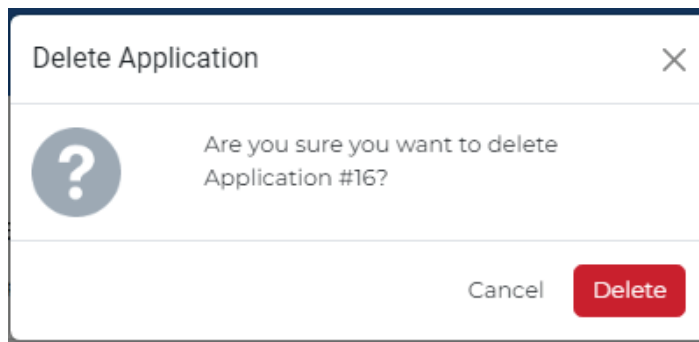 Delete Application
Are you sure you want to delete
Application #16?
Cancel
Delete